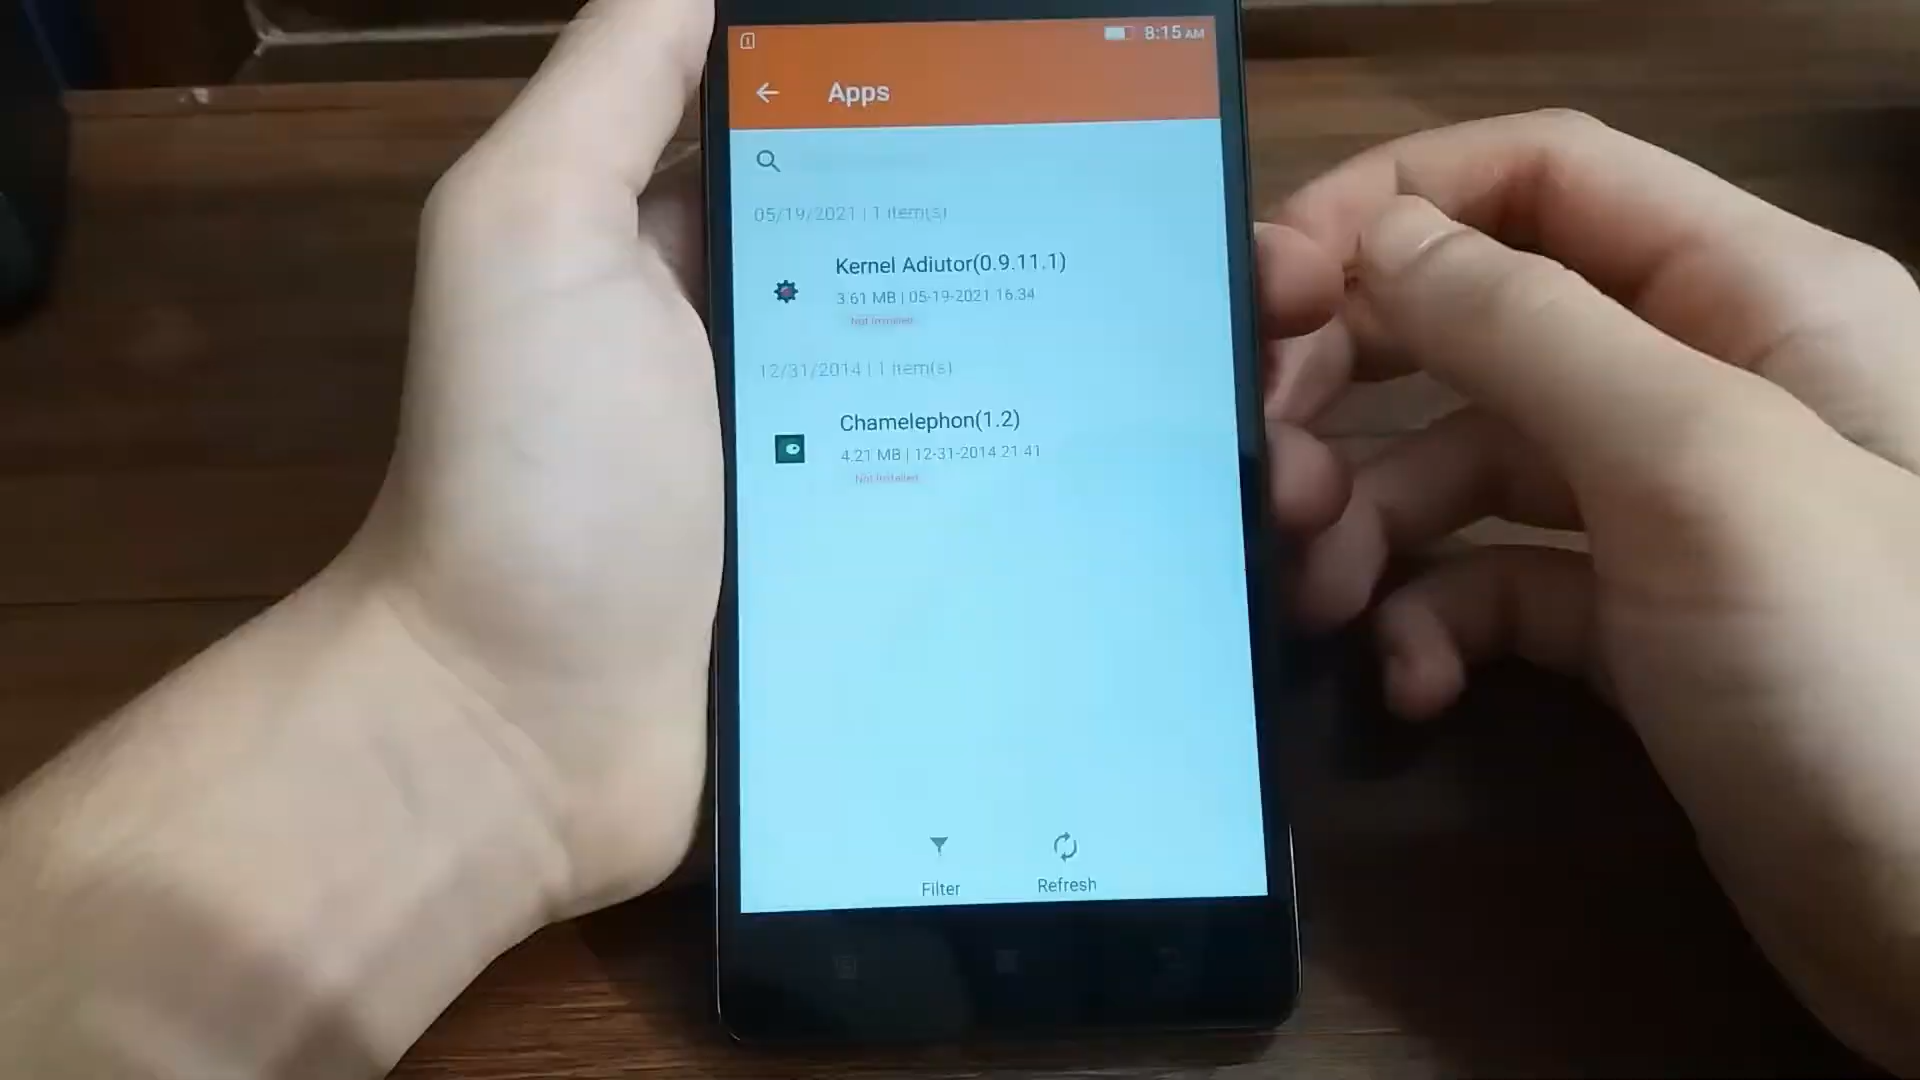 8:15 AM
Apps
05/19/2021 | 1 item(s)
Kernel Adiutor(0.9.11.1)
3.61 MB | 05-19-2021 16:34
Not installed
12/31/2014 | 1 item(s)
Chamelephon(1.2)
4.21 MB | 12-31-2014 21:41
Not installed
Filter
Refresh